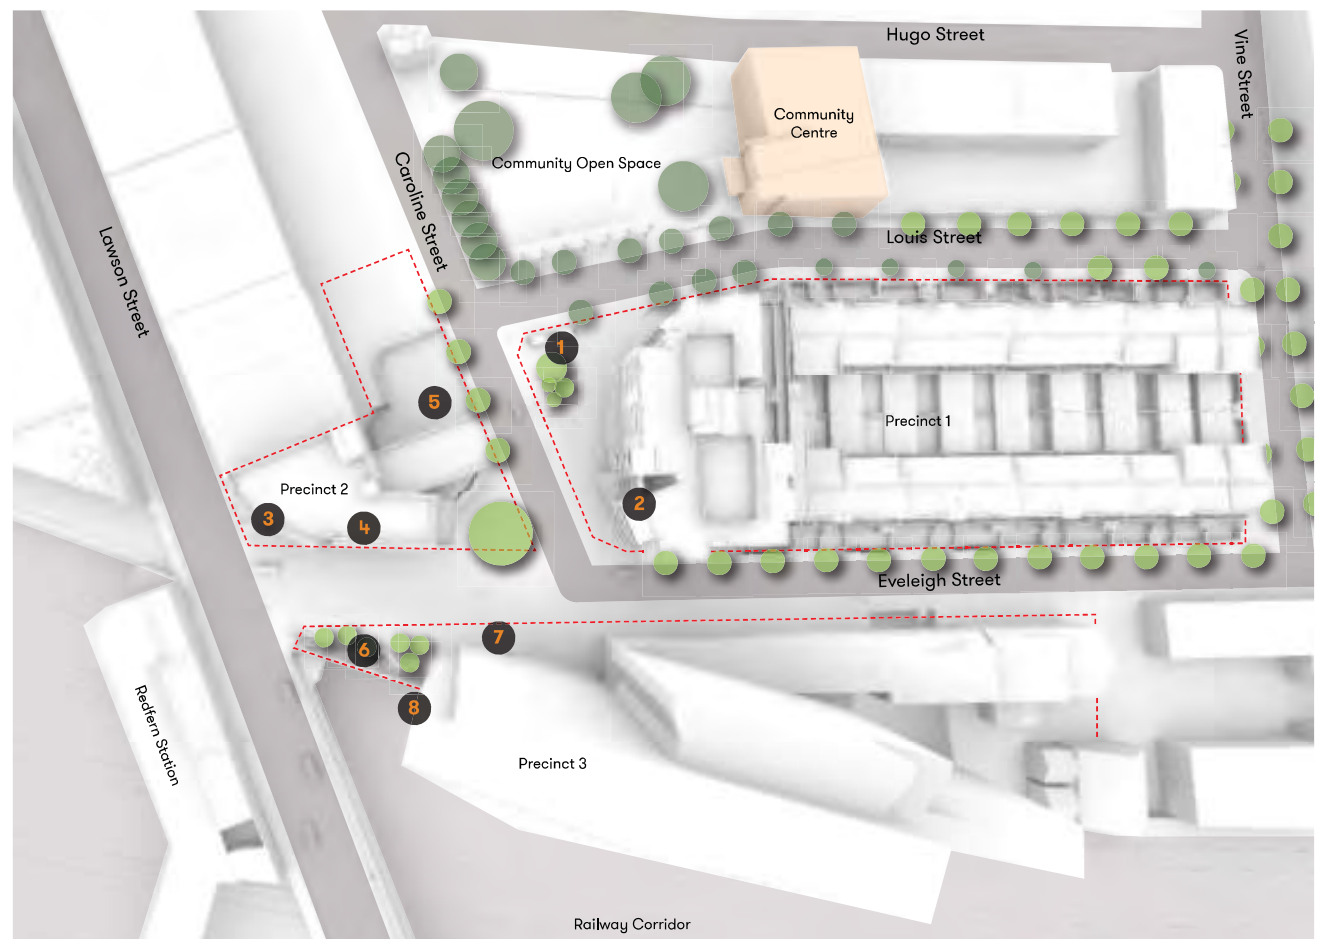 Hugo Street
Vine Street
Community
Centre
Community Open Space
Caroline Street
Louis Street
Lawson Street
1
5
Precinct 1
Precinct 2
2
3
4
Eveleigh Street
7
6
8
Redfern Station
Precinct 3
Railway Corridor